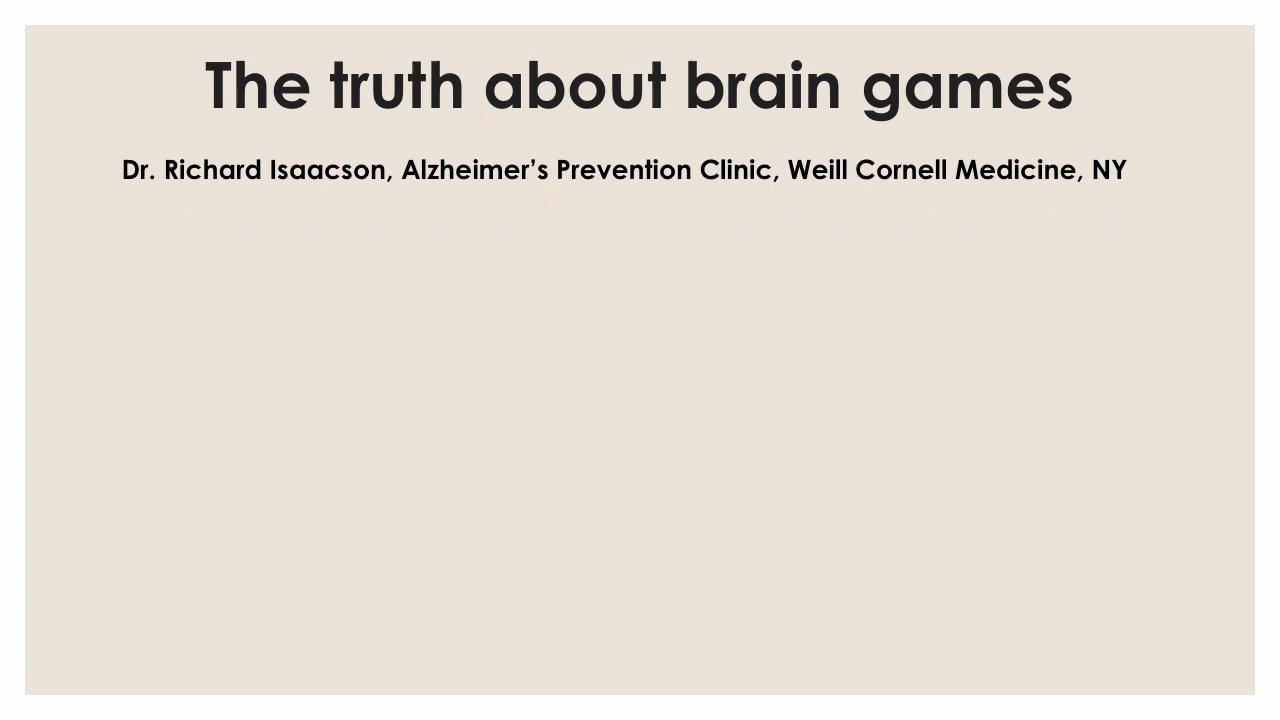 The truth about brain games
Dr. Richard Isaacson, Alzheimer’s Prevention Clinic, Weill Cornell Medicine, NY